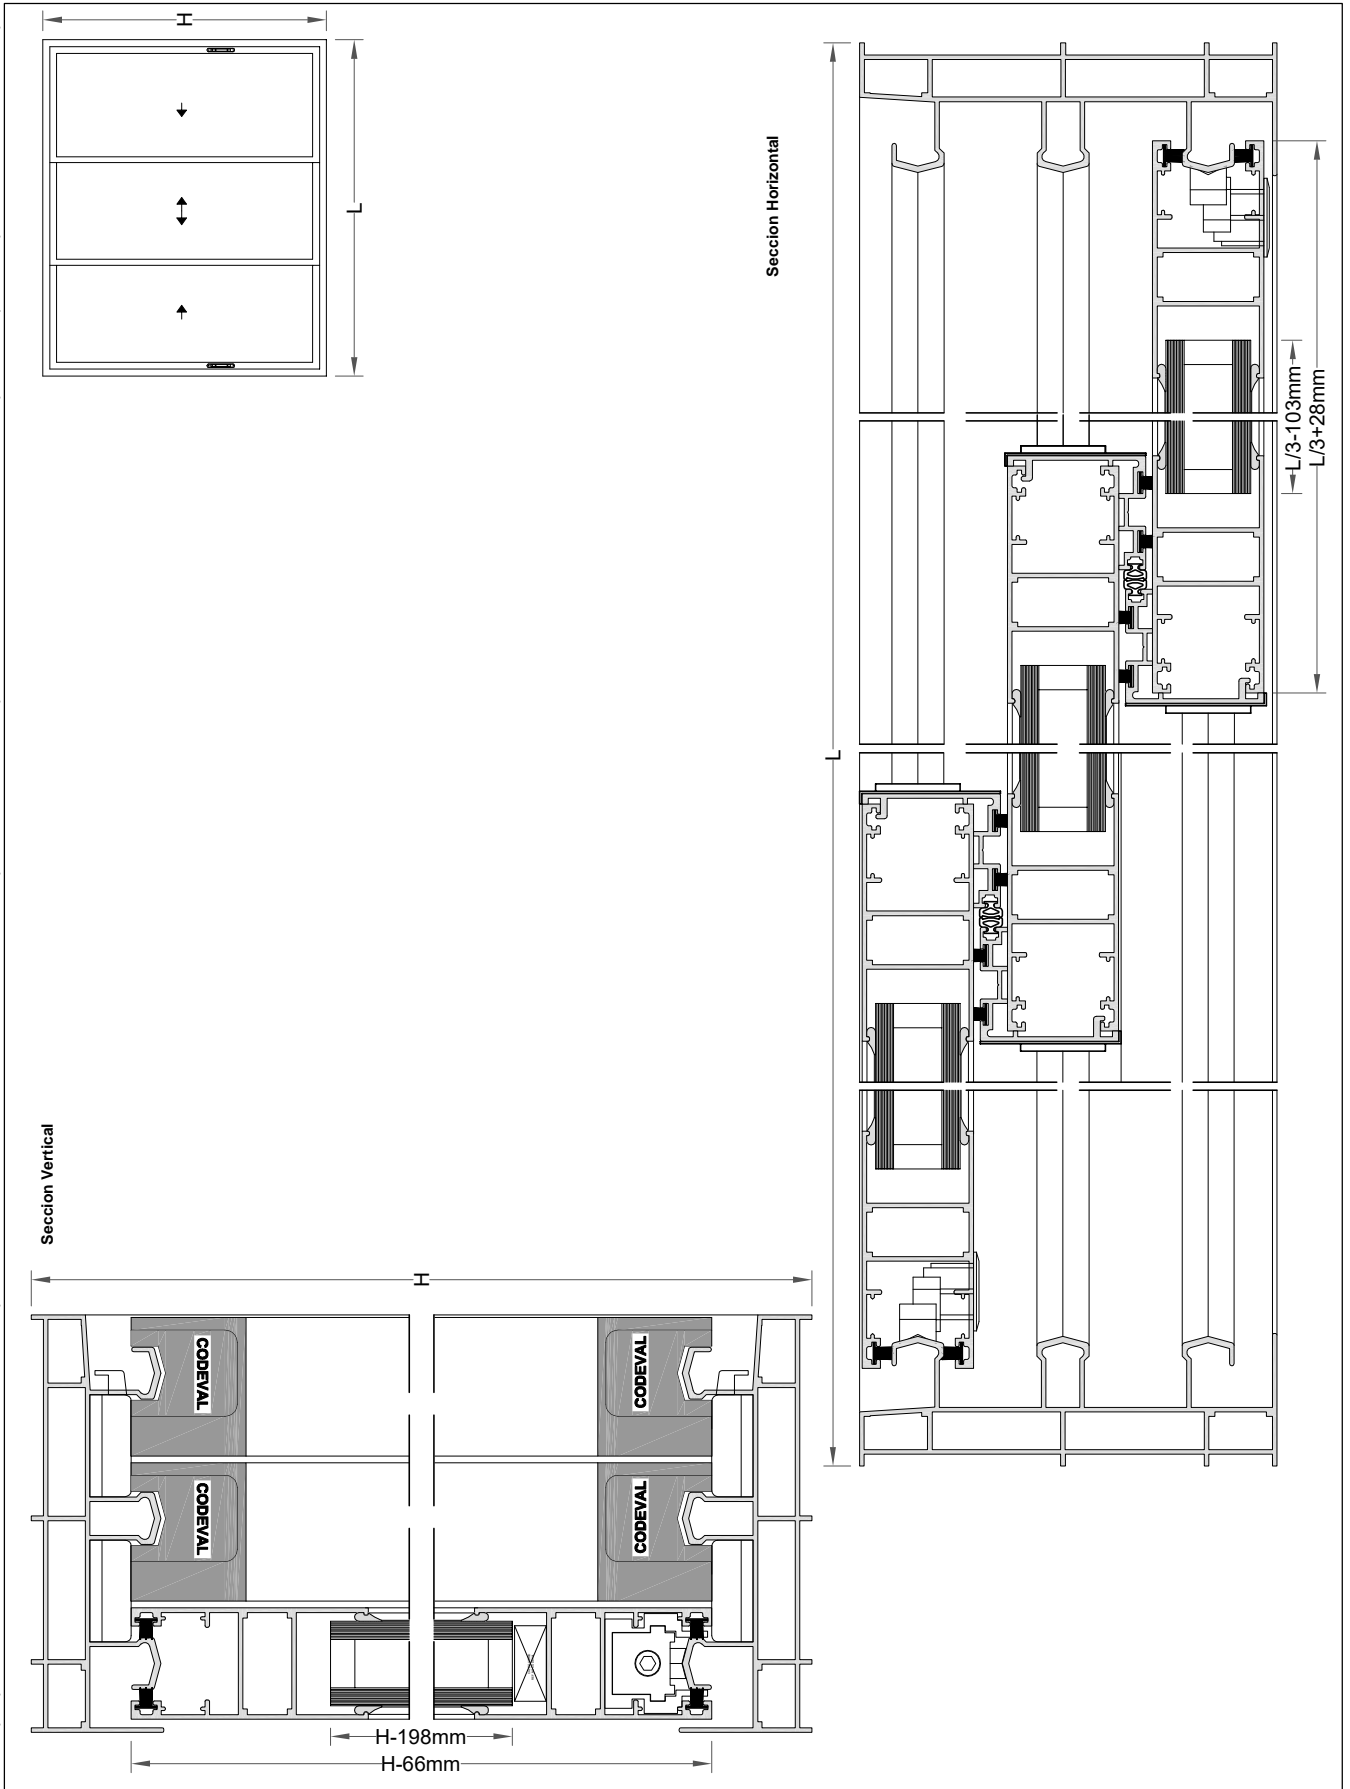 H
L
Seccion Horizontal
L
L/3-103mm
L/3+28mm
Seccion Vertical
H
CODEVAL
CODEVAL
CODEVAL
CODEVAL
H-198mm
H-66mm